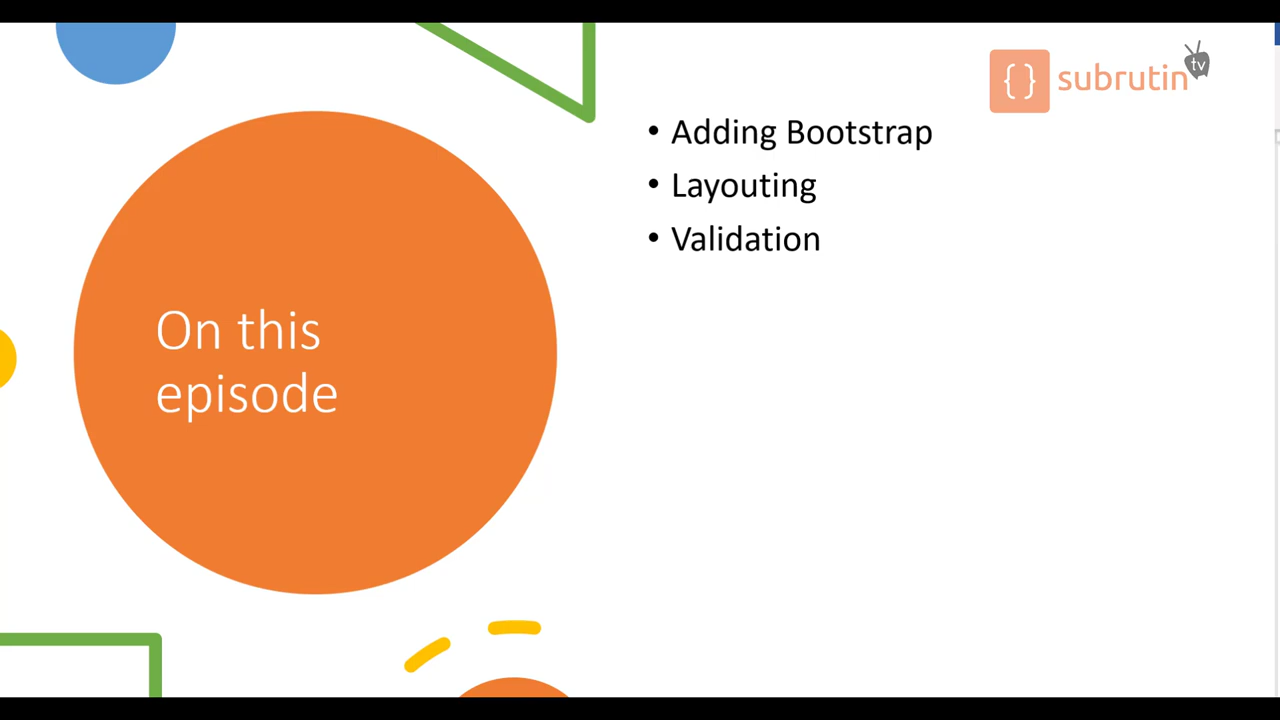 {} subrutin tv
• Adding Bootstrap
• Layouting
• Validation
On this
episode